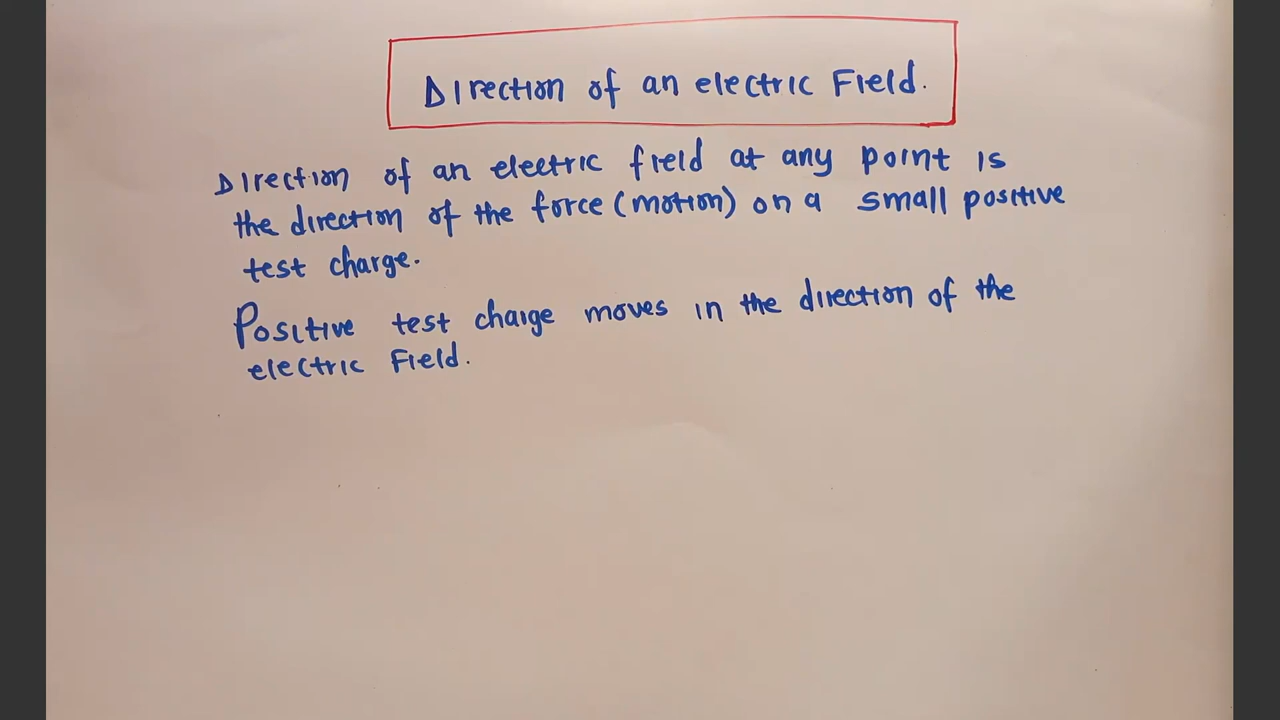 Direction of an electric Field.
Direction of an electric field at any point is
the direction of the force (motion) on a small positive
test charge.
Positive test charge moves in the direction of the
electric Field.